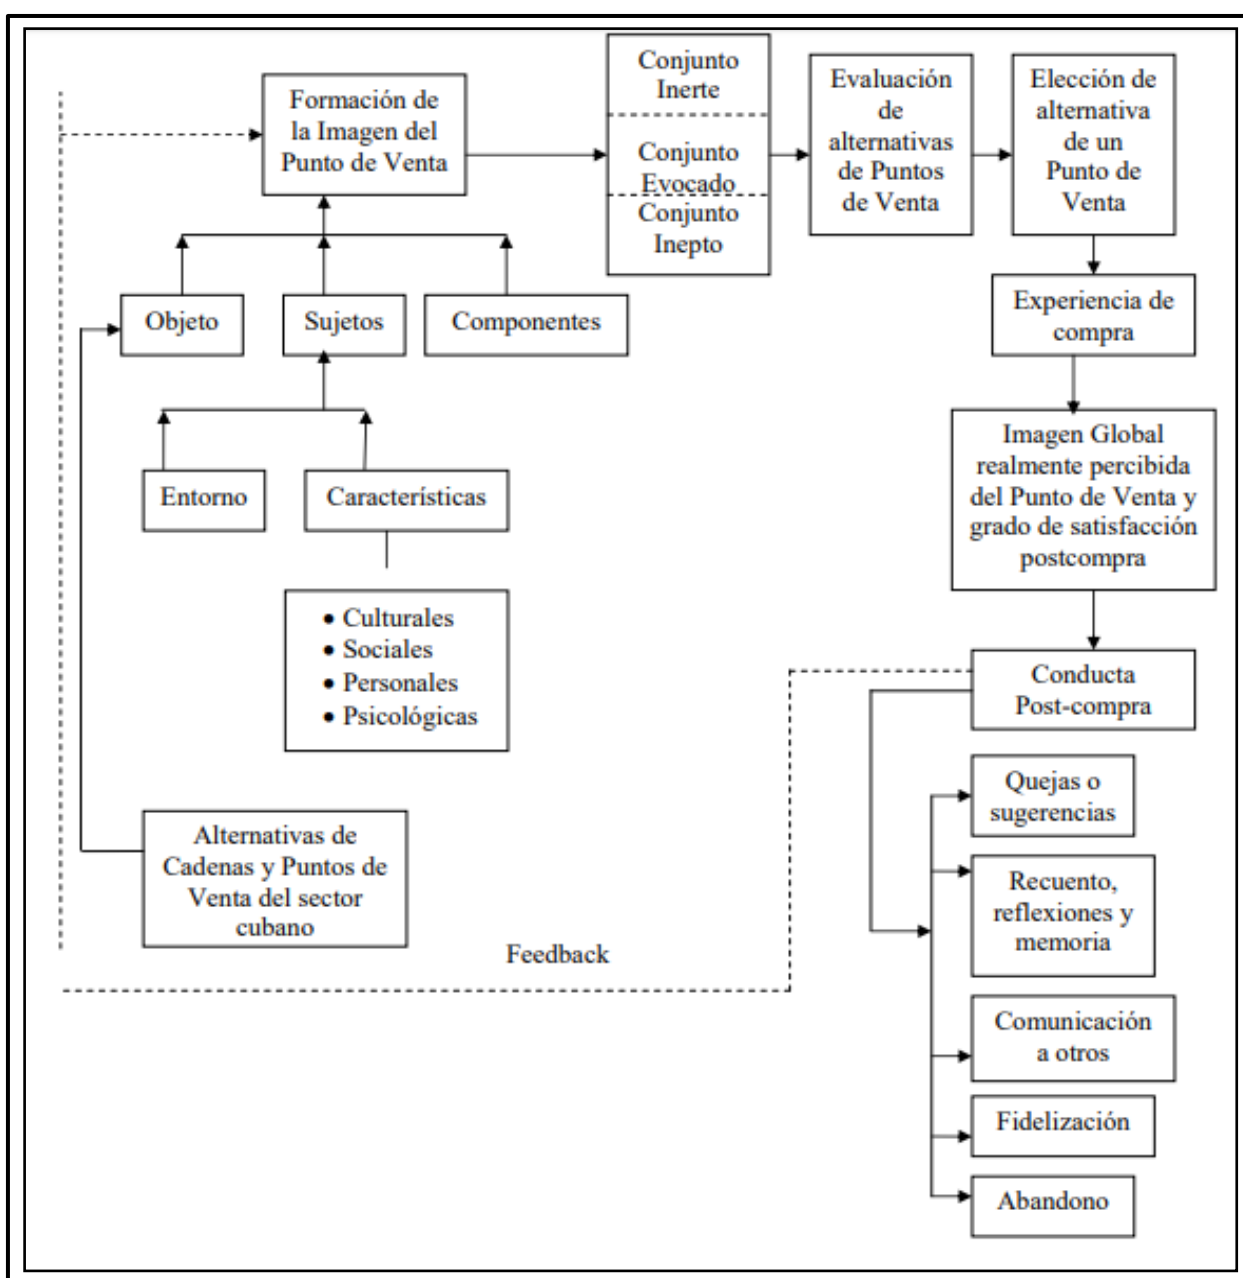 Formación de
la Imagen del
Punto de Venta
Conjunto
Inerte
Conjunto
Evocado
Conjunto
Inepto
Evaluación
de
alternativas
de Puntos
de Venta
Elección de
alternativa
de un
Punto de
Venta
Objeto
Sujetos
Componentes
Experiencia de
compra
Entorno
Característicias
Imagen Global
realmente percibida
del Punto de Venta y
grado de satisfacción
postcompra
• Culturales
• Sociales
• Personales
• Psicológicas
Conducta
Post-compra
Alternativas de
Cadenas y Puntos de
Venta del sector
cubano
Feedback
Quejas o
sugerencias
Recuento,
reflexiones y
memoria
Comunicación
a otros
Fidelización
Abandono